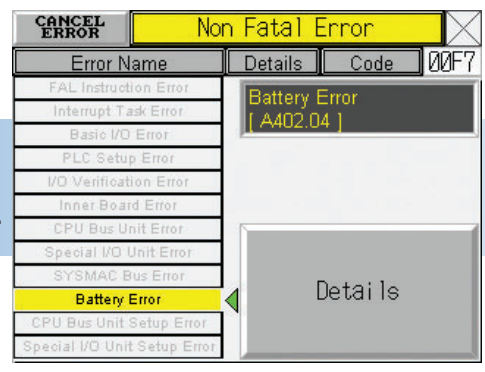 CANCEL
ERROR
Non Fatal Error
Error Name
Details
Code
00F7
FAL Instruction Error
Interrupt Task Error
Basic I/O Error
PLC Setup Error
I/O Verification Error
Inner Board Error
CPU Bus Unit Error
Special I/O Unit Error
SYSMAC Bus Error
Battery Error
CPU Bus Unit Setup Error
Special I/O Unit Setup Error
Battery Error
[ A402.04 ]
Details